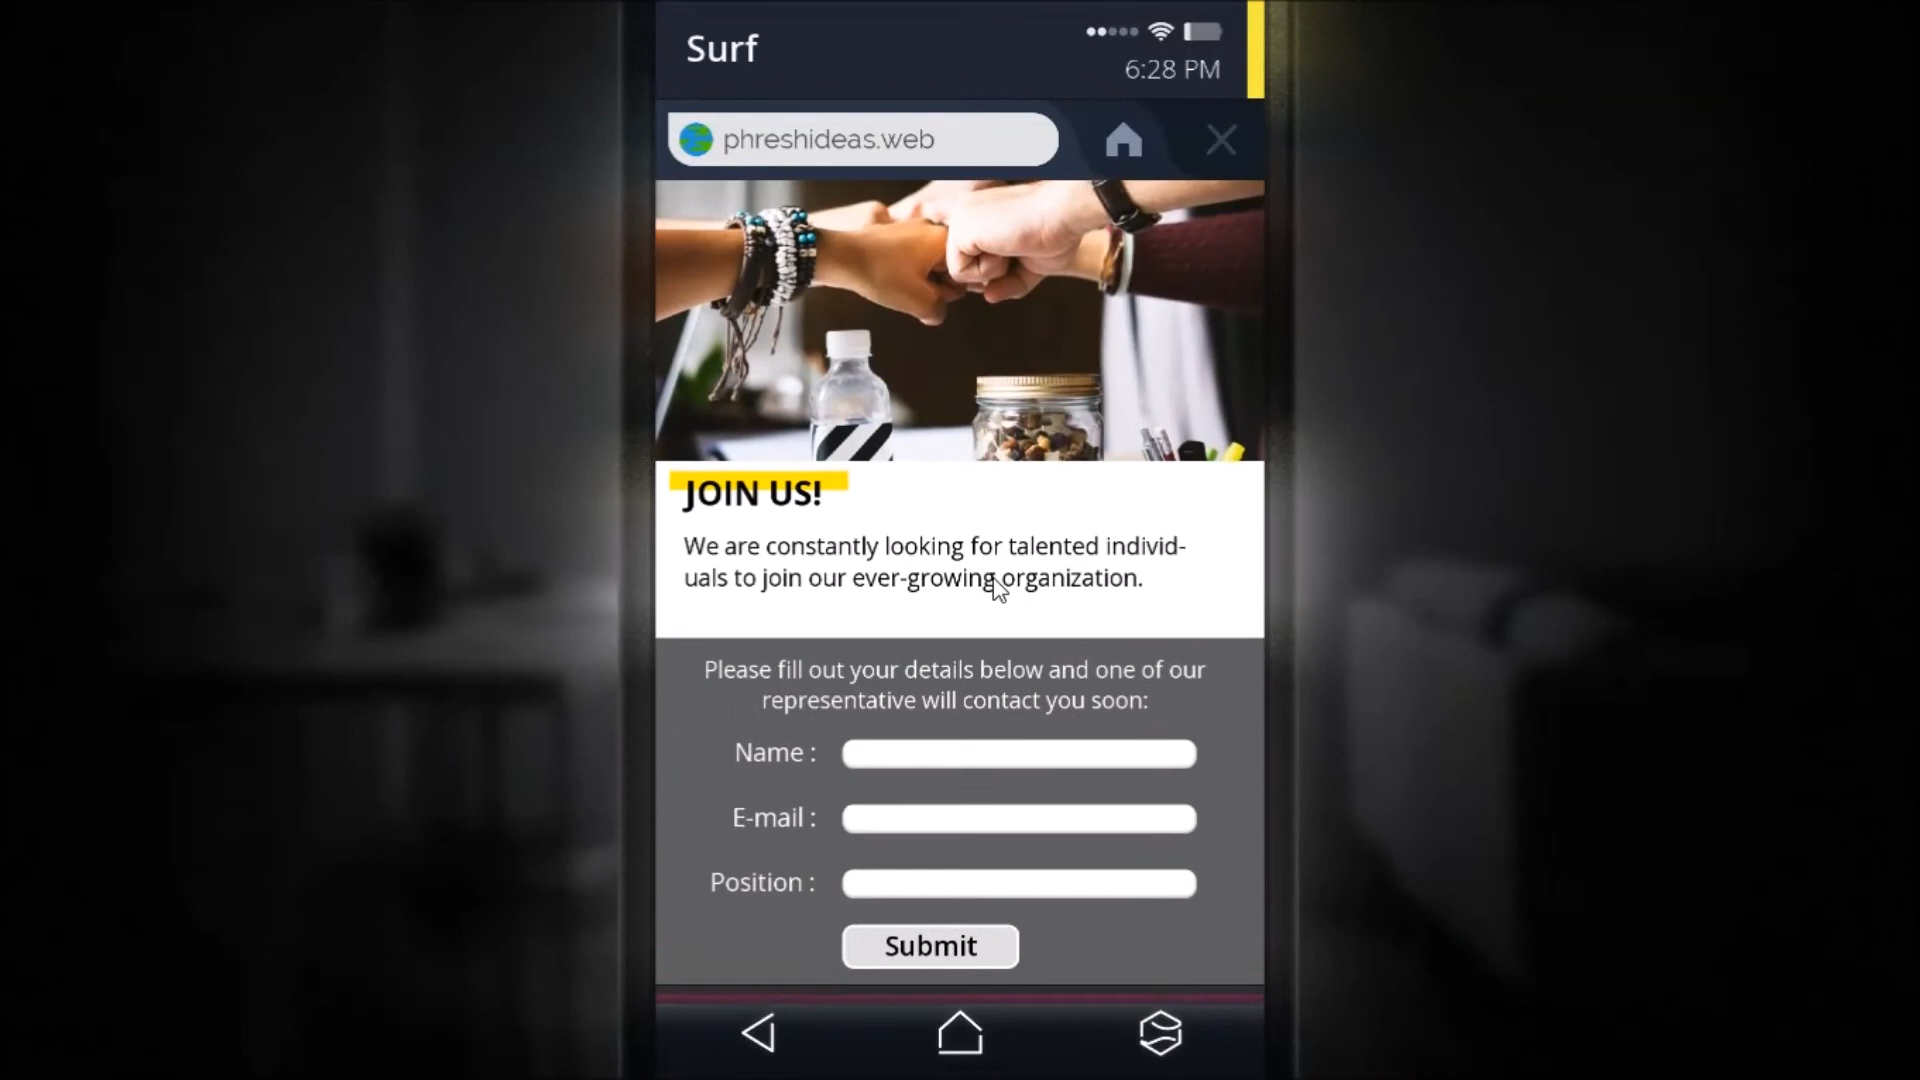 Surf
6:28 PM
phreshideas.web
JOIN US!
We are constantly looking for talented individ-
uals to join our ever-growing organization.
Please fill out your details below and one of our
representative will contact you soon:
Name :
E-mail :
Position :
Submit